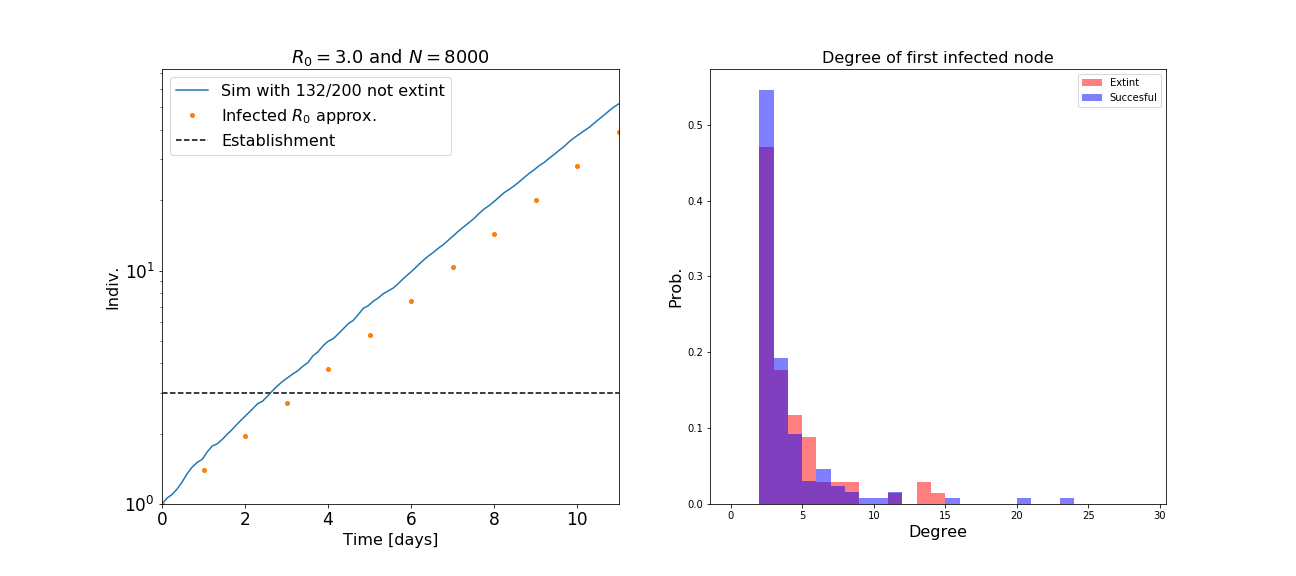 R₀ = 3.0 and N = 8000
Sim with 132/200 not extint
Infected R₀ approx.
Establishment
10¹
10⁰
Indiv.
0 2 4 6 8 10
Time [days]
Degree of first infected node
Extint
Succesful
0.5
0.4
0.3
0.2
0.1
0.0
Prob.
0 5 10 15 20 25 30
Degree